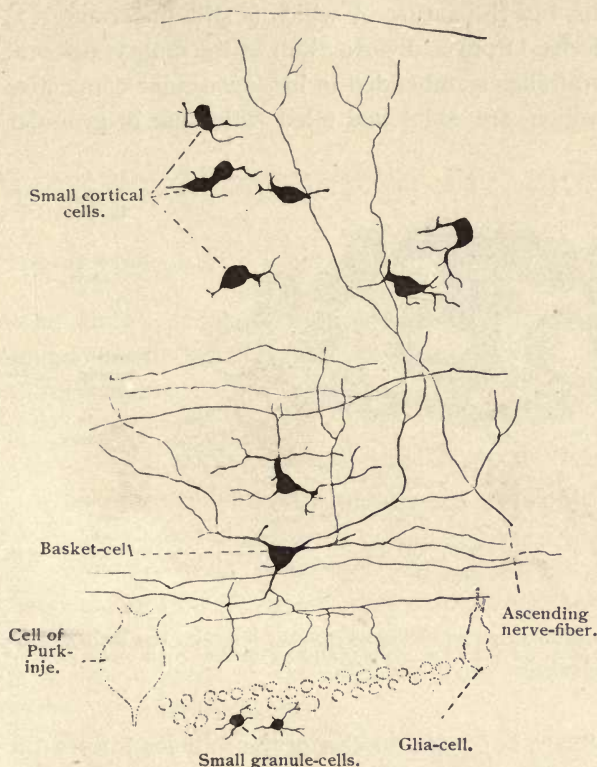 Small cortical
cells.
Basket-cell
Cell of
Purk-
inje.
Ascending
nerve-fiber.
Glia-cell.
Small granule-cells.